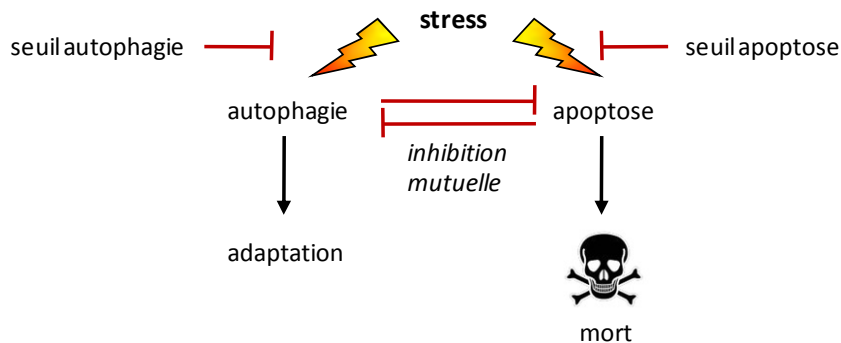 stress
seuil autophagie
seuil apoptose
autophagie
apoptose
inhibition
mutuelle
adaptation
mort